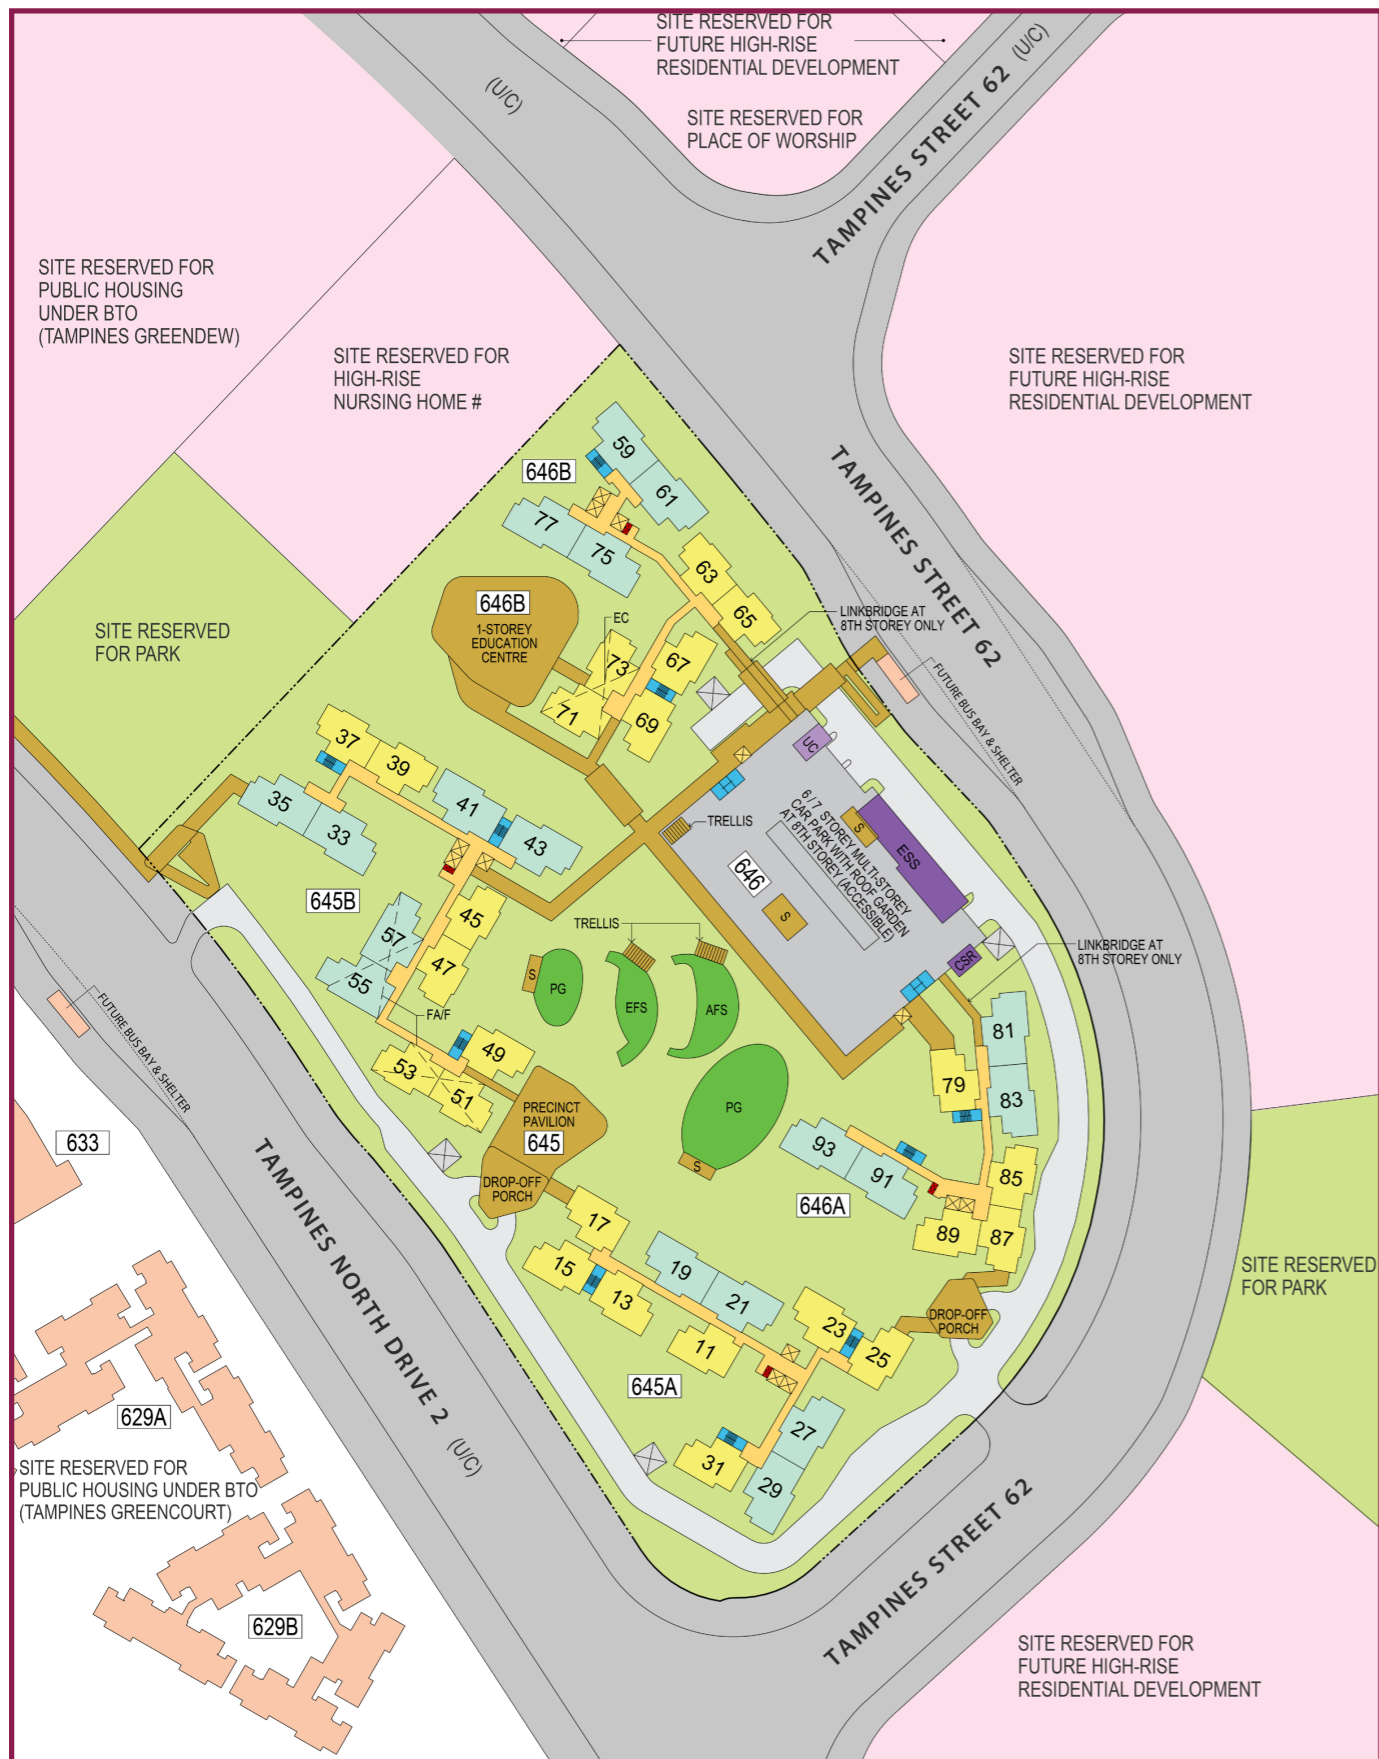 SITE RESERVED FOR
FUTURE HIGH-RISE
RESIDENTIAL DEVELOPMENT
(U/C)
TAMPINES STREET 62 (U/C)
SITE RESERVED FOR
PLACE OF WORSHIP
SITE RESERVED FOR
PUBLIC HOUSING
UNDER BTO
(TAMPINES GREENDEW)
SITE RESERVED FOR
HIGH-RISE
NURSING HOME #
SITE RESERVED FOR
FUTURE HIGH-RISE
RESIDENTIAL DEVELOPMENT
TAMPINES STREET 62
646B
59
61
77
75
63
65
LINKBRIDGE AT
8TH STOREY ONLY
646B
1-STOREY
EDUCATION
CENTRE
EC
73
67
71
69
SITE RESERVED
FOR PARK
FUTURE BUS BAY & SHELTER
UC
37
39
35
33
41
43
TRELLIS
6/7 STOREY MULTI-STOREY
CAR PARK WITH ROOF GARDEN
AT 8TH STOREY (ACCESSIBLE)
S
ESS
646
S
645B
45
57
47
55
TRELLIS
S
PG
EFS
AFS
CSR
LINKBRIDGE AT
8TH STOREY ONLY
FA/F
FUTURE BUS BAY & SHELTER
49
53
51
81
79
83
PG
S
PRECINCT
PAVILION
645
DROP-OFF
PORCH
633
93
91
85
646A
89
87
17
15
13
19
21
11
23
25
DROP-OFF
PORCH
SITE RESERVED
FOR PARK
TAMPINES NORTH DRIVE 2 (U/C)
645A
27
31
29
629A
SITE RESERVED FOR
PUBLIC HOUSING UNDER BTO
(TAMPINES GREENCOURT)
TAMPINES STREET 62
629B
SITE RESERVED FOR
FUTURE HIGH-RISE
RESIDENTIAL DEVELOPMENT